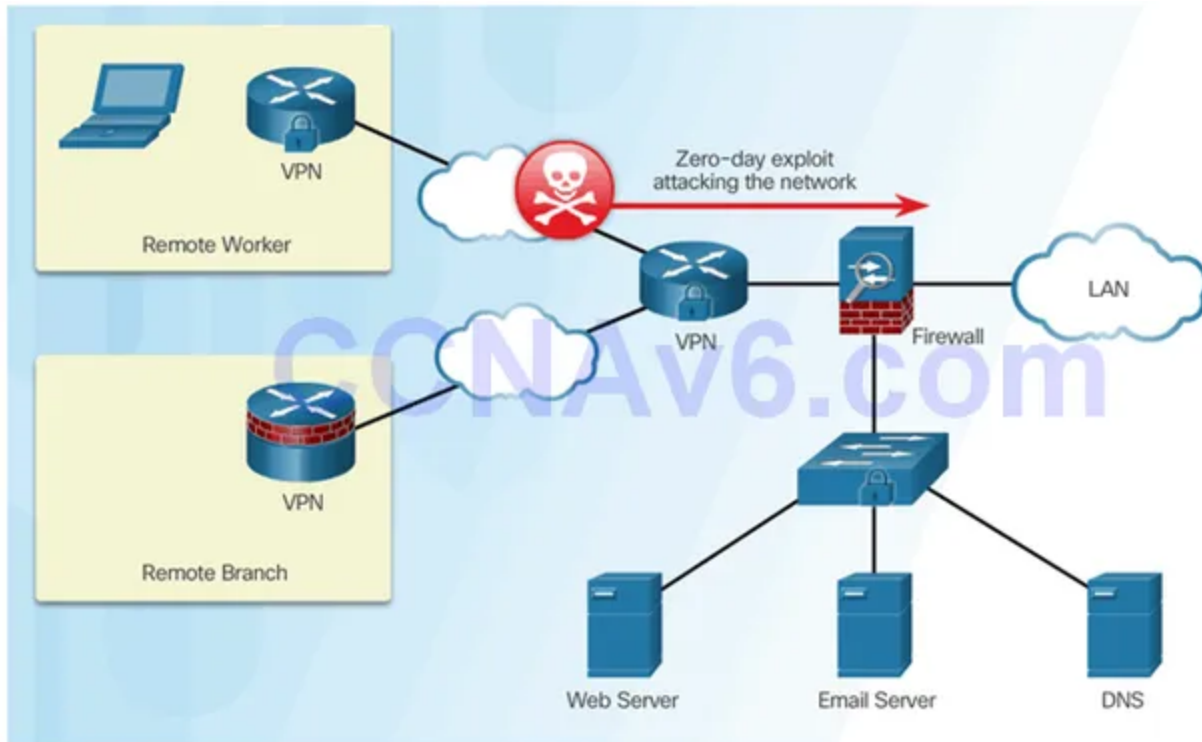 VPN
Zero-day exploit
attacking the network
Remote Worker
LAN
VPN
Firewall
CCNAv6.com
VPN
Remote Branch
Web Server
Email Server
DNS